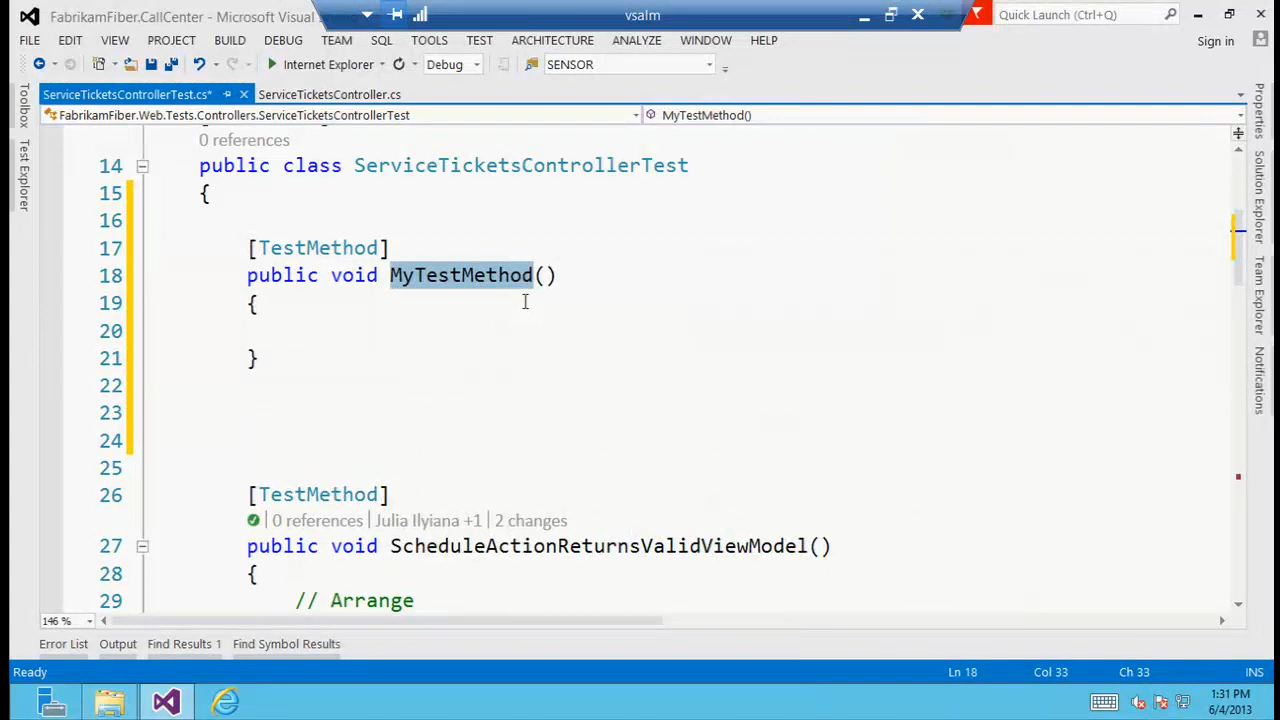 FabrikamFiber.CallCenter - Microsoft Visual
vsalm
Quick Launch (Ctrl+Q)
FILE EDIT VIEW PROJECT BUILD DEBUG TEAM SQL TOOLS TEST ARCHITECTURE ANALYZE WINDOW HELP
Sign in
Internet Explorer Debug SENSOR
ServiceTicketsControllerTest.cs* ServiceTicketsController.cs
FabrikamFiber.Web.Tests.Controllers.ServiceTicketsControllerTest MyTestMethod()
Toolbox
Test Explorer
0 references
14 public class ServiceTicketsControllerTest
15 {
16
17 [TestMethod]
18 public void MyTestMethod()
19 {
20
21 }
22
23
24
25
26 [TestMethod]
0 references | Julia Ilyiana +1 | 2 changes
27 public void ScheduleActionReturnsValidViewModel()
28 {
29 // Arrange
Properties
Solution Explorer
Team Explorer
Notifications
146 %
Error List Output Find Results 1 Find Symbol Results
Ready Ln 18 Col 33 Ch 33 INS
1:31 PM
6/4/2013